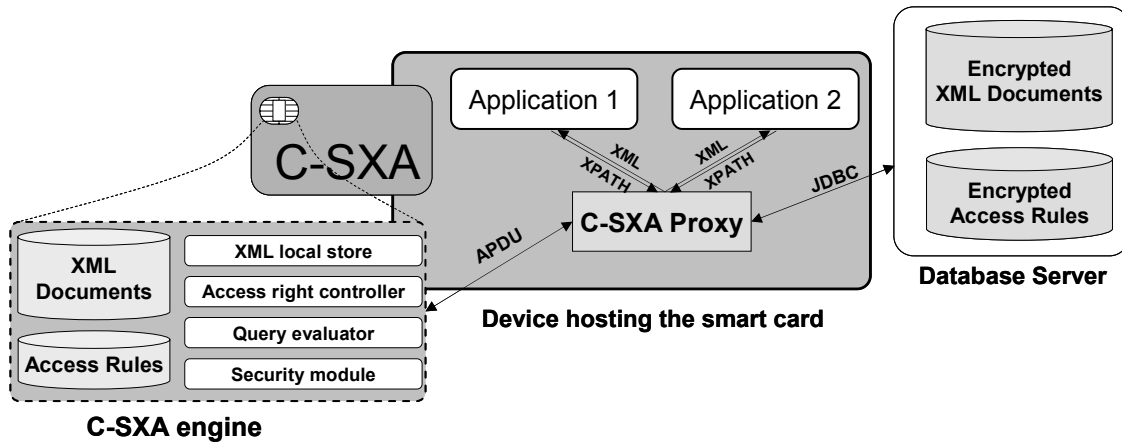 Application 1
Application 2
XML
XPATH
XML
XPATH
C-SXA Proxy
APDU
JDBC
Device hosting the smart card
C-SXA
Encrypted
XML Documents
Encrypted
Access Rules
Database Server
XML
Documents
Access Rules
XML local store
Access right controller
Query evaluator
Security module
C-SXA engine